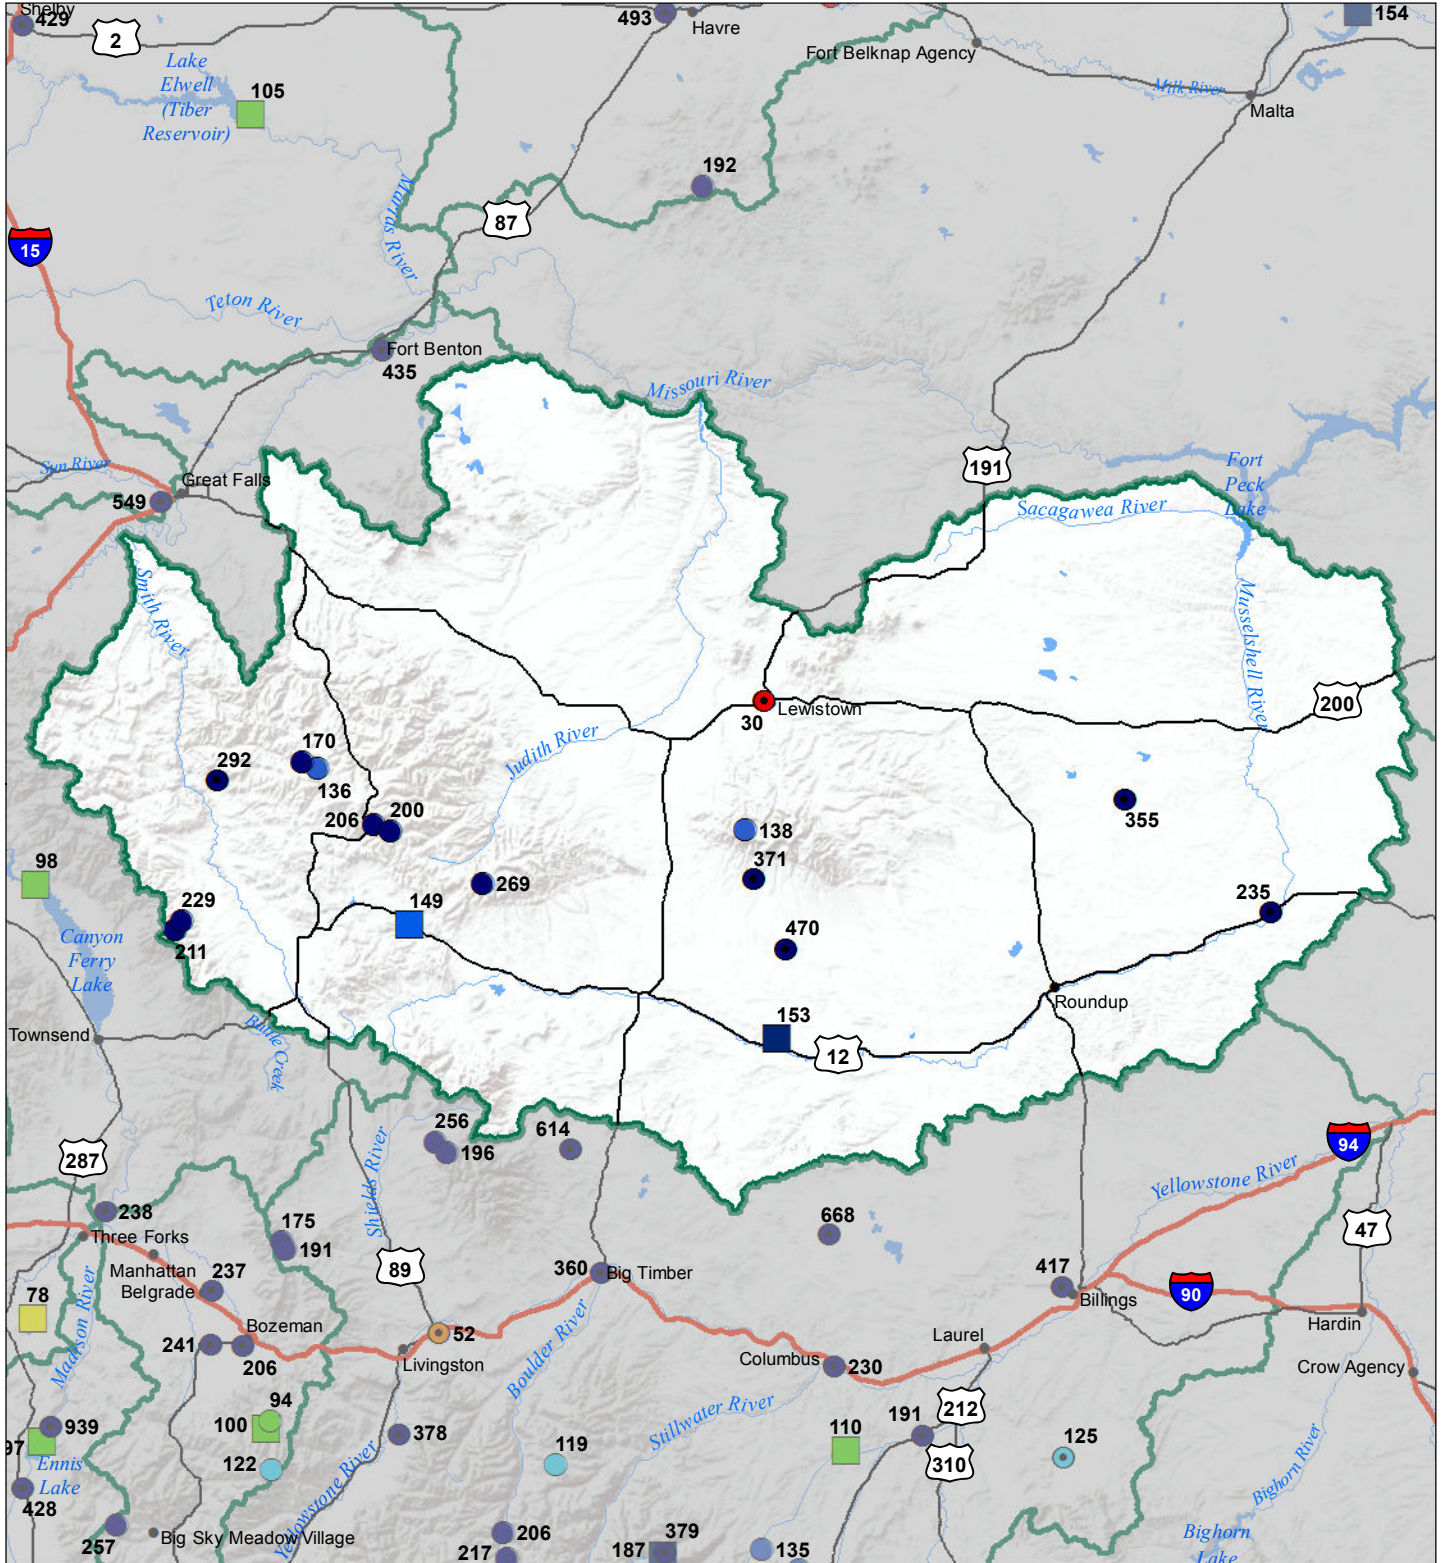 Shelby
429
2
493
Havre
Fort Belknap Agency
154
Lake
Elwell
(Tiber
Reservoir)
105
Milk River
Malta
192
Marias River
87
15
Teton River
Fort Benton
435
Missouri River
191
Sun River
Great Falls
549
Fort
Peck
Lake
Sacagawea River
Smith River
Musselshell River
200
30
Lewistown
Judith River
292
170
136
206
200
138
371
355
269
98
229
211
149
235
470
Canyon
Ferry
Lake
Roundup
153
12
Townsend
Battle Creek
256
196
614
94
287
Shields River
Yellowstone River
238
Three Forks
175
191
668
47
Manhattan
Belgrade
237
89
360
Big Timber
417
Billings
90
78
Madison River
Bozeman
241
206
52
Livingston
Boulder River
Laurel
Columbus
230
Hardin
Crow Agency
94
100
939
97
Ennis
Lake
378
Stillwater River
110
191
212
310
125
122
119
Yellowstone River
Bighorn River
428
257
Big Sky Meadow Village
206
217
187
379
135
Bighorn
Lake